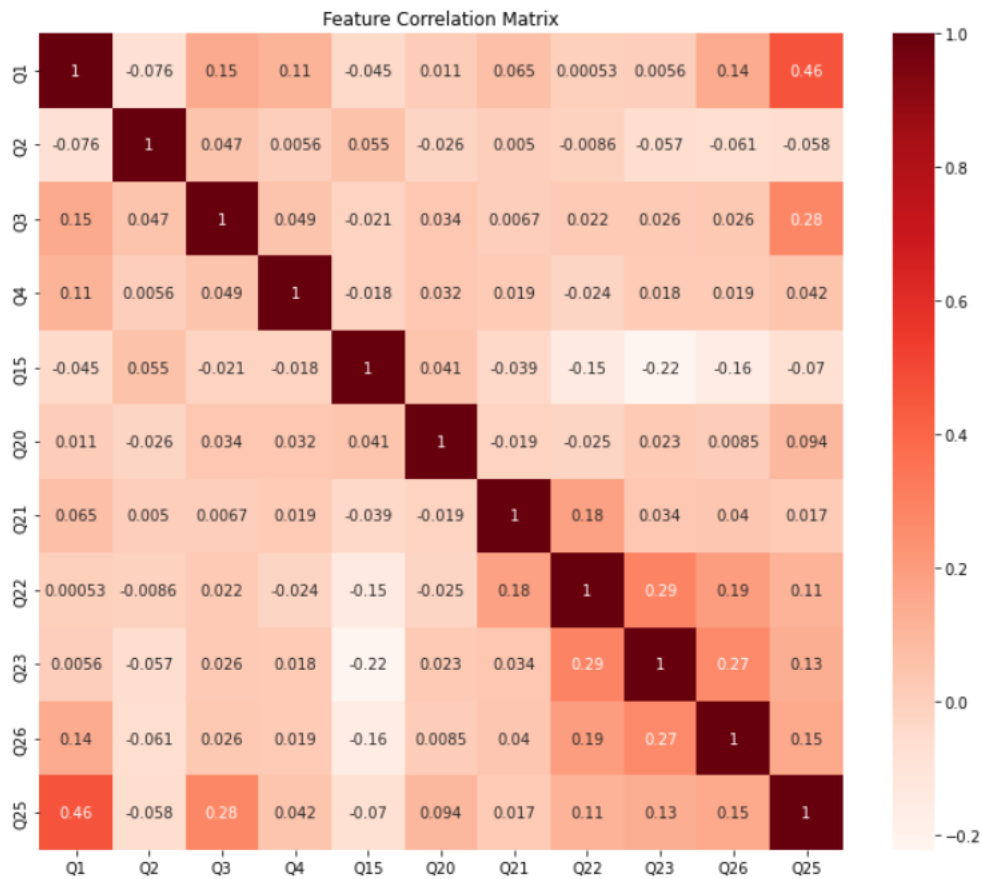 Feature Correlation Matrix
Q1 1 -0.076 0.15 0.11 -0.045 0.011 0.065 0.00053 0.0056 0.14 0.46
Q2 -0.076 1 0.047 0.0056 0.055 -0.026 0.005 -0.0086 -0.057 -0.061 -0.058
Q3 0.15 0.047 1 0.049 -0.021 0.034 0.0067 0.022 0.026 0.026 0.28
Q4 0.11 0.0056 0.049 1 -0.018 0.032 0.019 -0.024 0.018 0.019 0.042
Q15 -0.045 0.055 -0.021 -0.018 1 0.041 -0.039 -0.15 -0.22 -0.16 -0.07
Q20 0.011 -0.026 0.034 0.032 0.041 1 -0.019 -0.025 0.023 0.0085 0.094
Q21 0.065 0.005 0.0067 0.019 -0.039 -0.019 1 0.18 0.034 0.04 0.017
Q22 0.00053 -0.0086 0.022 -0.024 -0.15 -0.025 0.18 1 0.29 0.19 0.11
Q23 0.0056 -0.057 0.026 0.018 -0.22 0.023 0.034 0.29 1 0.27 0.13
Q26 0.14 -0.061 0.026 0.019 -0.16 0.0085 0.04 0.19 0.27 1 0.15
Q25 0.46 -0.058 0.28 0.042 -0.07 0.094 0.017 0.11 0.13 0.15 1
Q1 Q2 Q3 Q4 Q15 Q20 Q21 Q22 Q23 Q26 Q25
1.0
0.8
0.6
0.4
0.2
0.0
−0.2